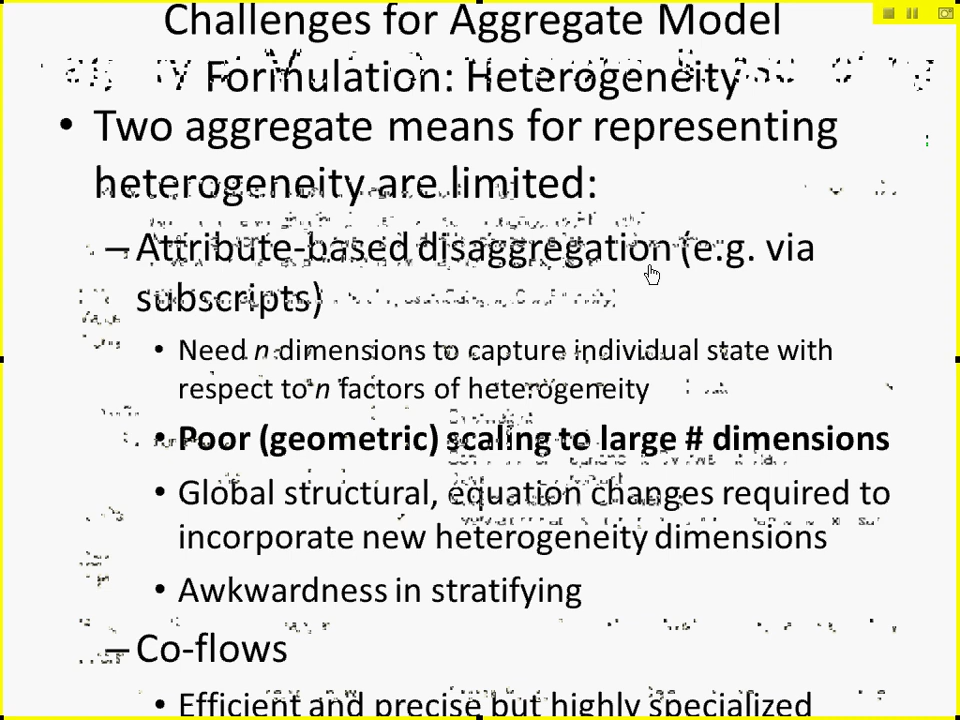 Challenges for Aggregate Model
Formulation: Heterogeneity
• Two aggregate means for representing
heterogeneity are limited:
– Attribute-based disaggregation (e.g. via
subscripts)
• Need n dimensions to capture individual state with
respect to n factors of heterogeneity
• Poor (geometric) scaling to large # dimensions
• Global structural, equation changes required to
incorporate new heterogeneity dimensions
• Awkwardness in stratifying
– Co-flows
• Efficient and precise but highly specialized